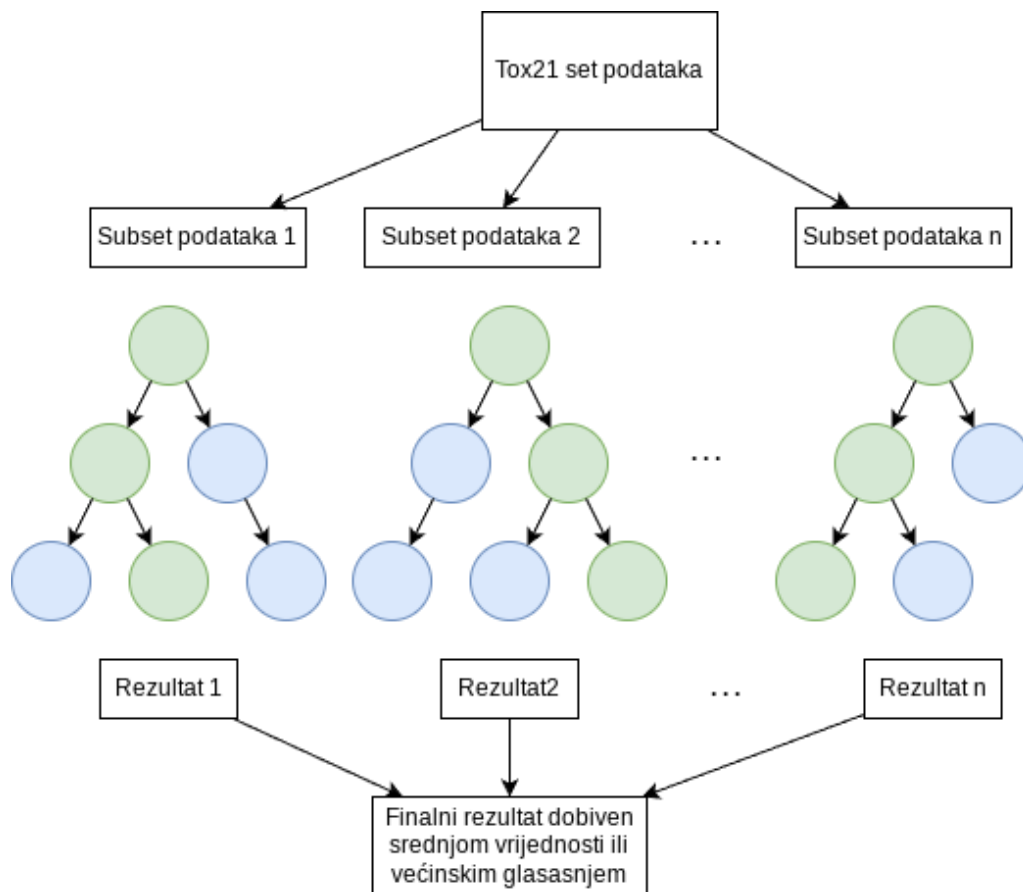 Tox21 set podataka
Subset podataka 1
Subset podataka 2
...
Subset podataka n
...
Rezultat 1
Rezultat2
...
Rezultat n
Finalni rezultat dobiven
srednjom vrijednosti ili
većinskim glasasnjem